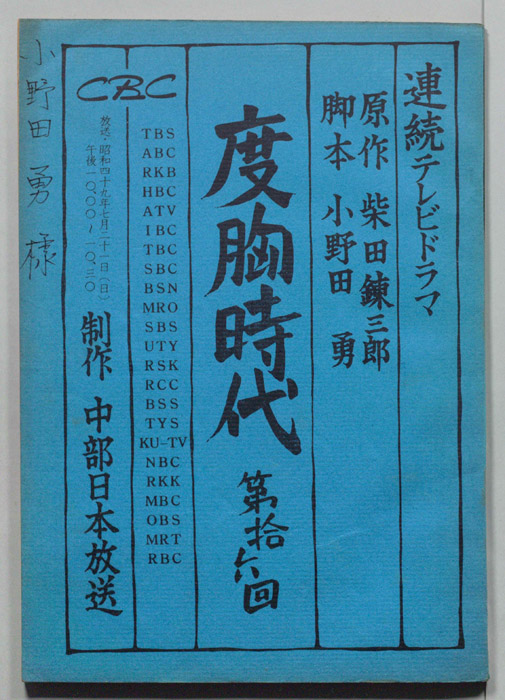 連続テレビドラマ
原作 柴田錬三郎
脚本 小野田 勇
度胸時代 第拾六回
TBS
ABC
RKB
HBC
ATV
IBC
TBC
SBC
BSN
MRO
SBS
UTY
RSK
RCC
BSS
TYS
KU-TV
NBC
RKK
MBC
OBS
MRT
RBC
CBC
放送・昭和四十九年七月二十一日(日)
午後一〇、〇〇~一〇、三〇
制作 中部日本放送
小野田勇様